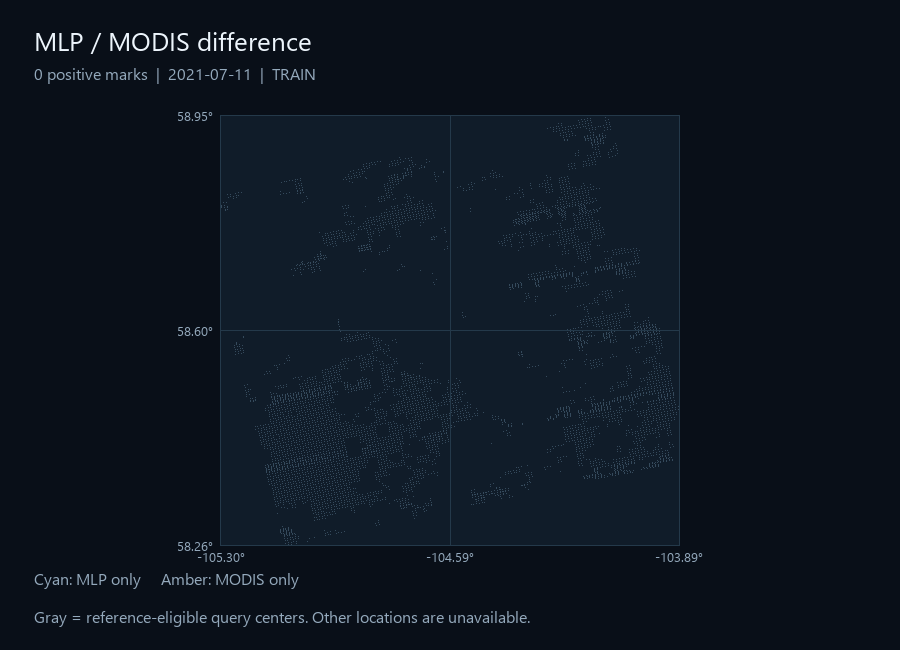 MLP / MODIS difference
0 positive marks | 2021-07-11 | TRAIN
58.95°
58.60°
58.26°
-105.30° -104.59° -103.89°
Cyan: MLP only Amber: MODIS only
Gray = reference-eligible query centers. Other locations are unavailable.